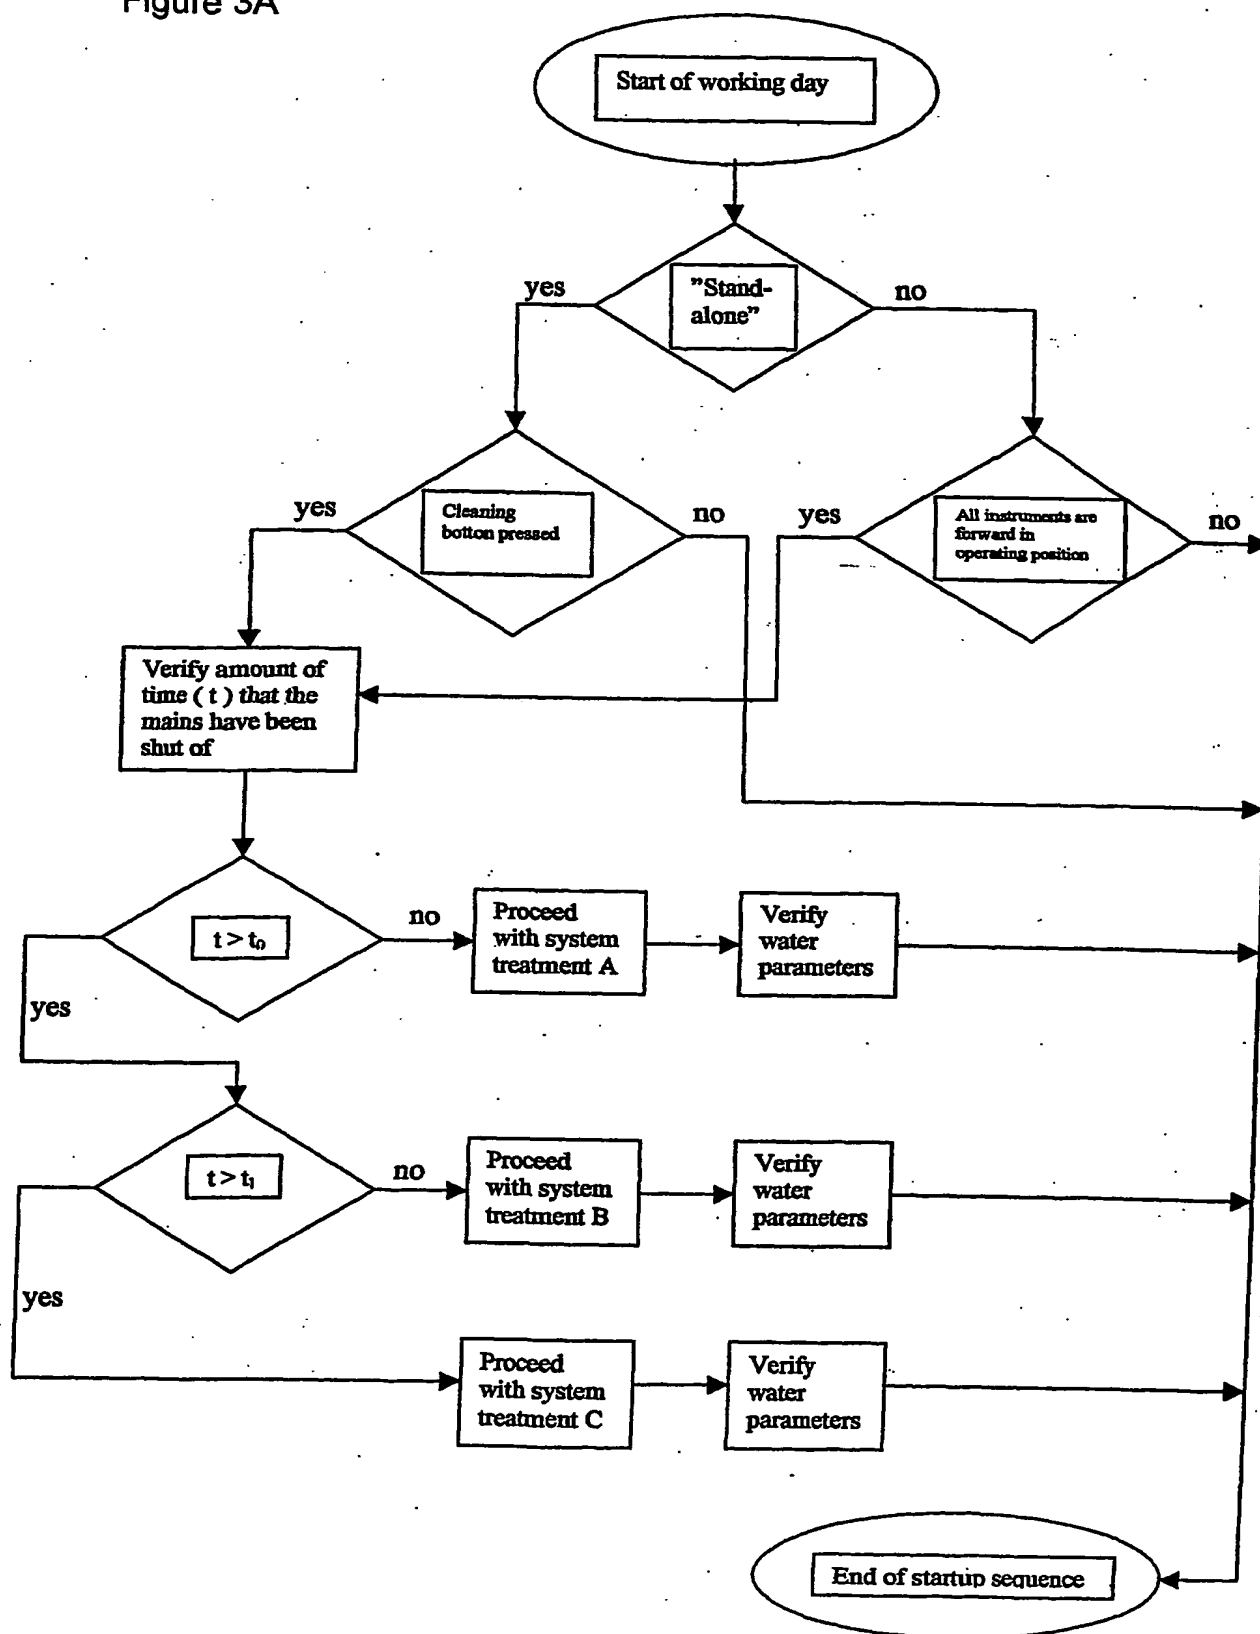 Figure 3A
Start of working day
yes
"Stand-
alone"
no
yes
Cleaning
botton pressed
no
yes
All instruments are
forward in
operating position
no
Verify amount of
time ( t ) that the
mains have been
shut of
t > t₀
no
Proceed
with system
treatment A
Verify
water
parameters
yes
t > t₁
no
Proceed
with system
treatment B
Verify
water
parameters
yes
Proceed
with system
treatment C
Verify
water
parameters
End of startup sequence